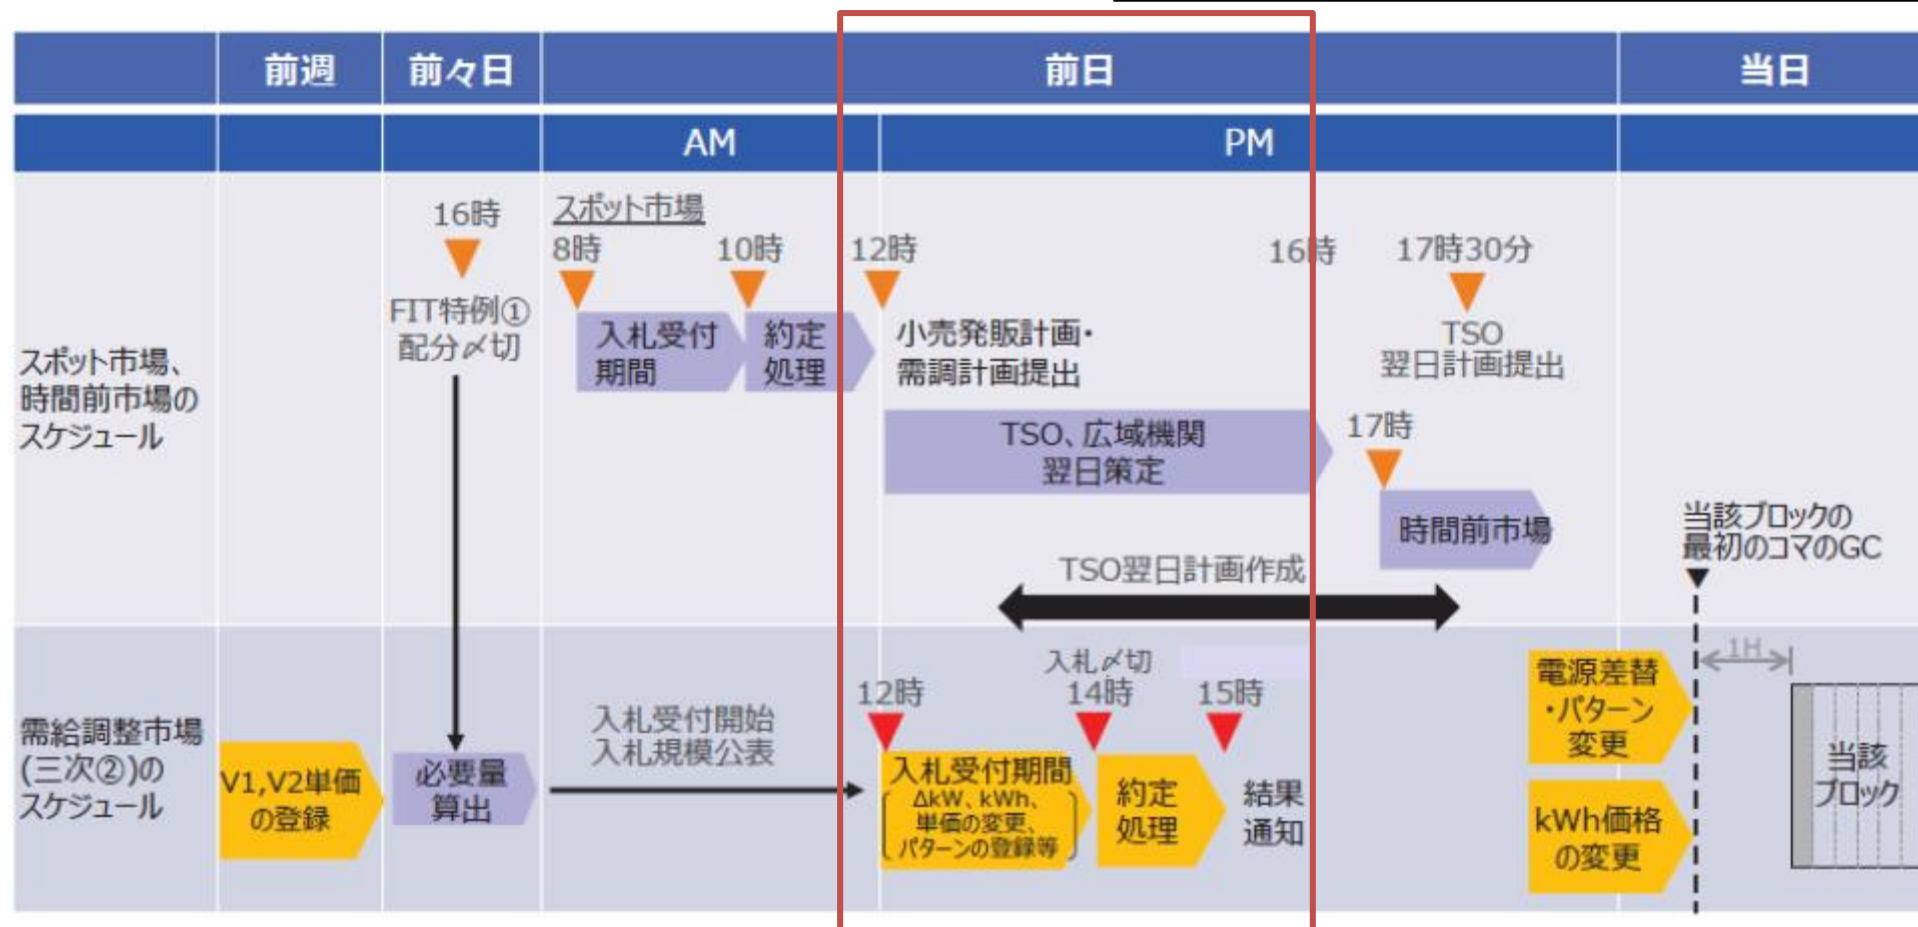 前週
前々日
前日
当日
AM
PM
スポット市場、
時間前市場の
スケジュール
16時
FIT特例①
配分〆切
スポット市場
8時
10時
12時
16時
17時30分
入札受付
期間
約定
処理
小売発販計画・
需調計画提出
TSO
翌日計画提出
TSO、広域機関
翌日策定
17時
時間前市場
TSO翌日計画作成
当該ブロックの
最初のコマのGC
需給調整市場
(三次②)の
スケジュール
V1,V2単価
の登録
必要量
算出
入札受付開始
入札規模公表
12時
入札〆切
14時
15時
入札受付期間
ΔkW、kWh、
単価の変更、
パターンの登録等
約定
処理
結果
通知
電源差替
・パターン
変更
kWh価格
の変更
1H
当該
ブロック